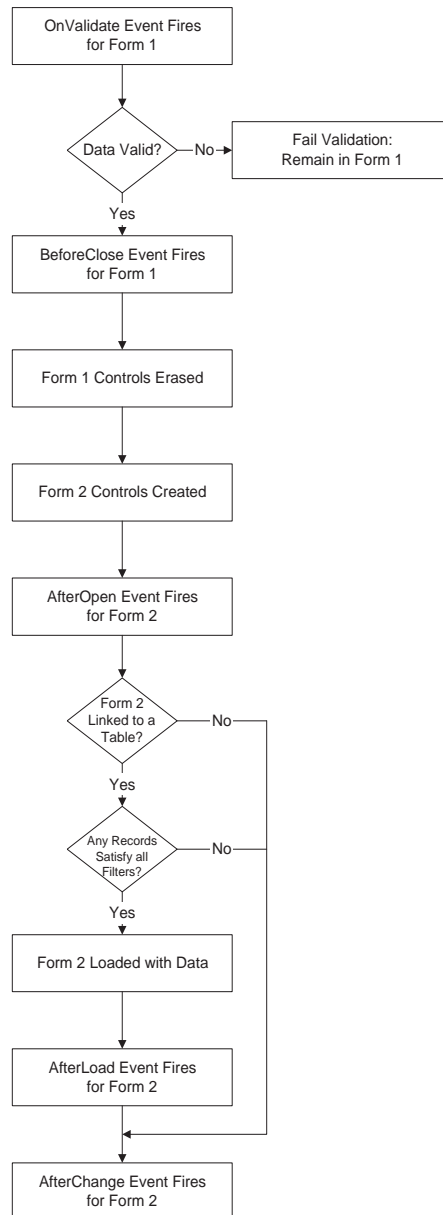 OnValidate Event Fires
for Form 1
Data Valid?
No
Fail Validation:
Remain in Form 1
Yes
BeforeClose Event Fires
for Form 1
Form 1 Controls Erased
Form 2 Controls Created
AfterOpen Event Fires
for Form 2
Form 2
Linked to a
Table?
No
Yes
Any Records
Satisfy all
Filters?
No
Yes
Form 2 Loaded with Data
AfterLoad Event Fires
for Form 2
AfterChange Event Fires
for Form 2